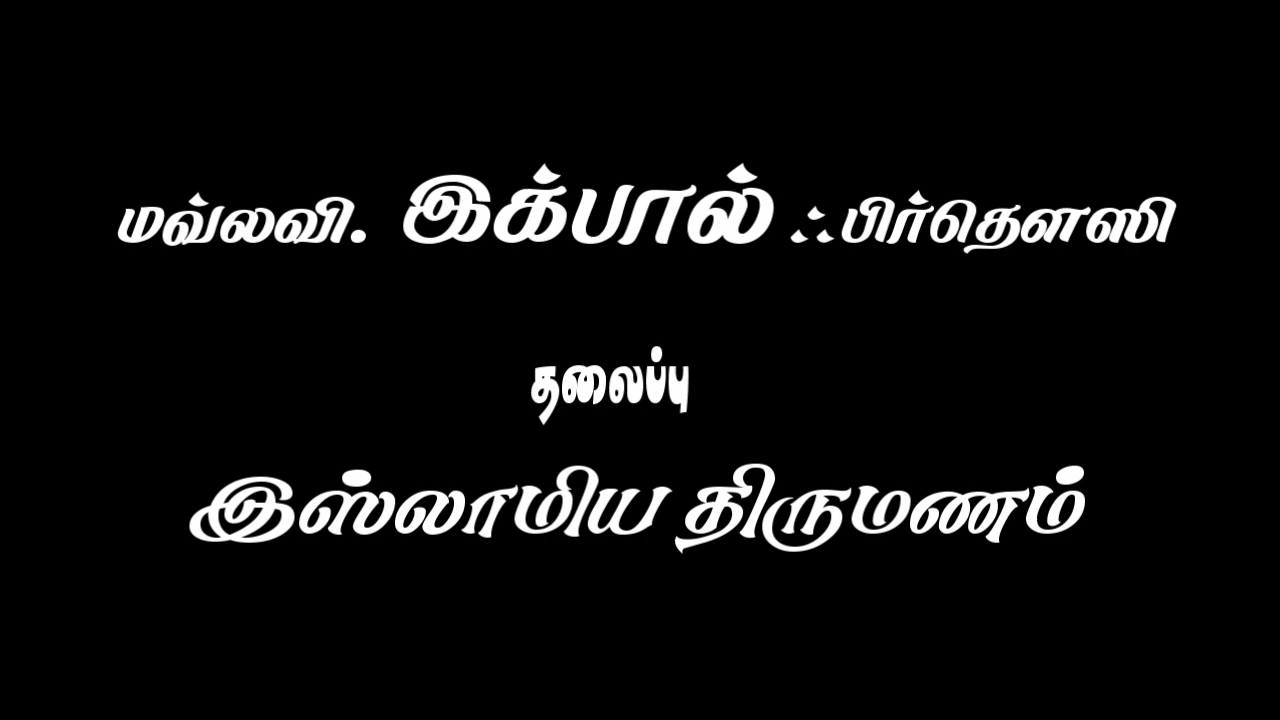 மவ்லவி. இக்பால் ஃபிர்தௌஸி
தலைப்பு
இஸ்லாமிய திருமணம்